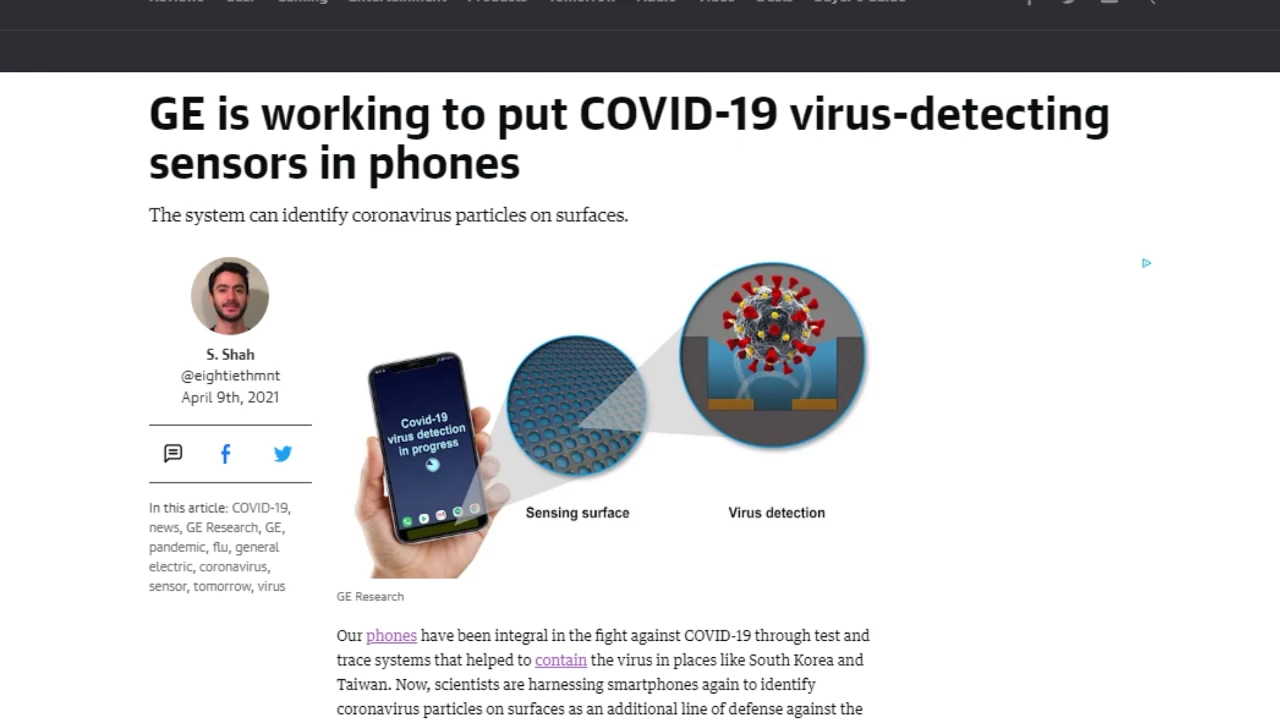 GE is working to put COVID-19 virus-detecting
sensors in phones
The system can identify coronavirus particles on surfaces.
S. Shah
@eightiethmnt
April 9th, 2021
In this article: COVID-19,
news, GE Research, GE,
pandemic, flu, general
electric, coronavirus,
sensor, tomorrow, virus
Covid-19
virus detection
in progress
Sensing surface
Virus detection
GE Research
Our phones have been integral in the fight against COVID-19 through test and
trace systems that helped to contain the virus in places like South Korea and
Taiwan. Now, scientists are harnessing smartphones again to identify
coronavirus particles on surfaces as an additional line of defense against the